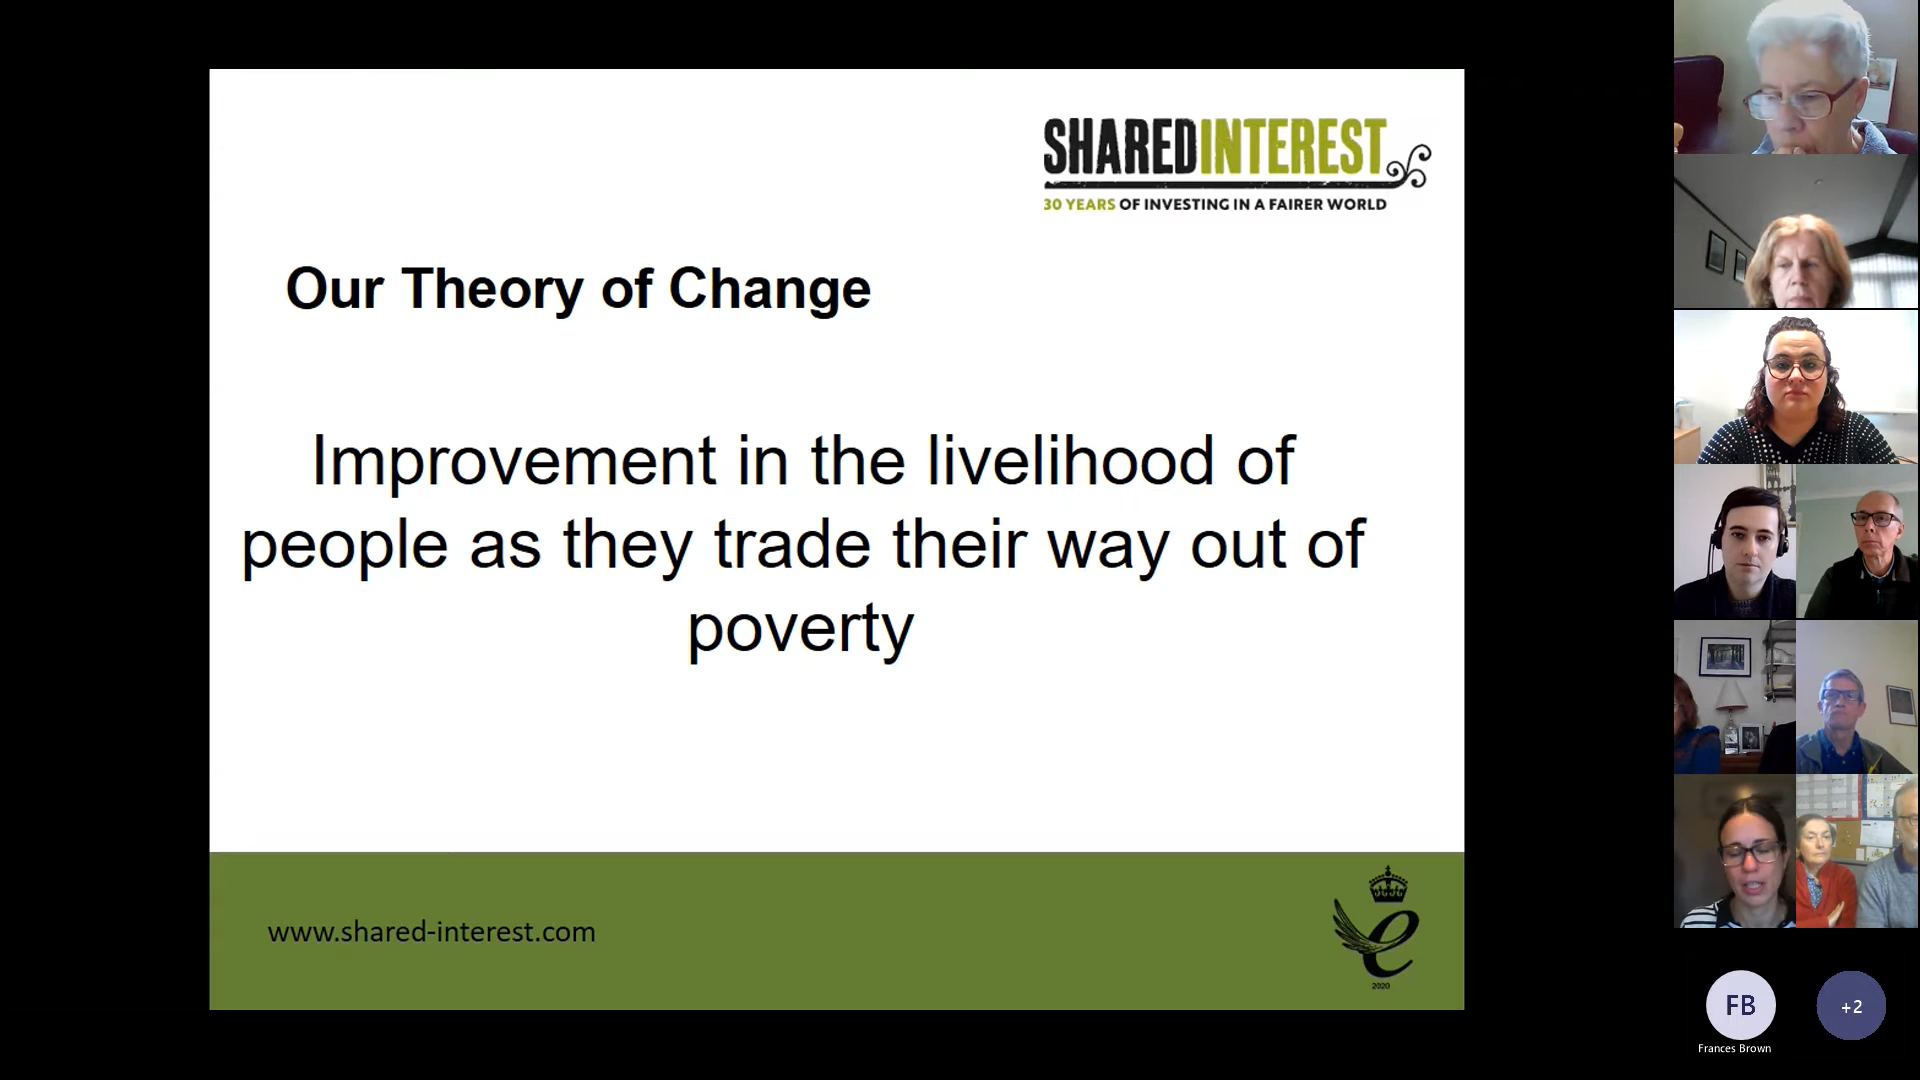 SHAREDINTEREST
30 YEARS OF INVESTING IN A FAIRER WORLD
Our Theory of Change
Improvement in the livelihood of
people as they trade their way out of
poverty
www.shared-interest.com
e
2020
FB
+2
Frances Brown